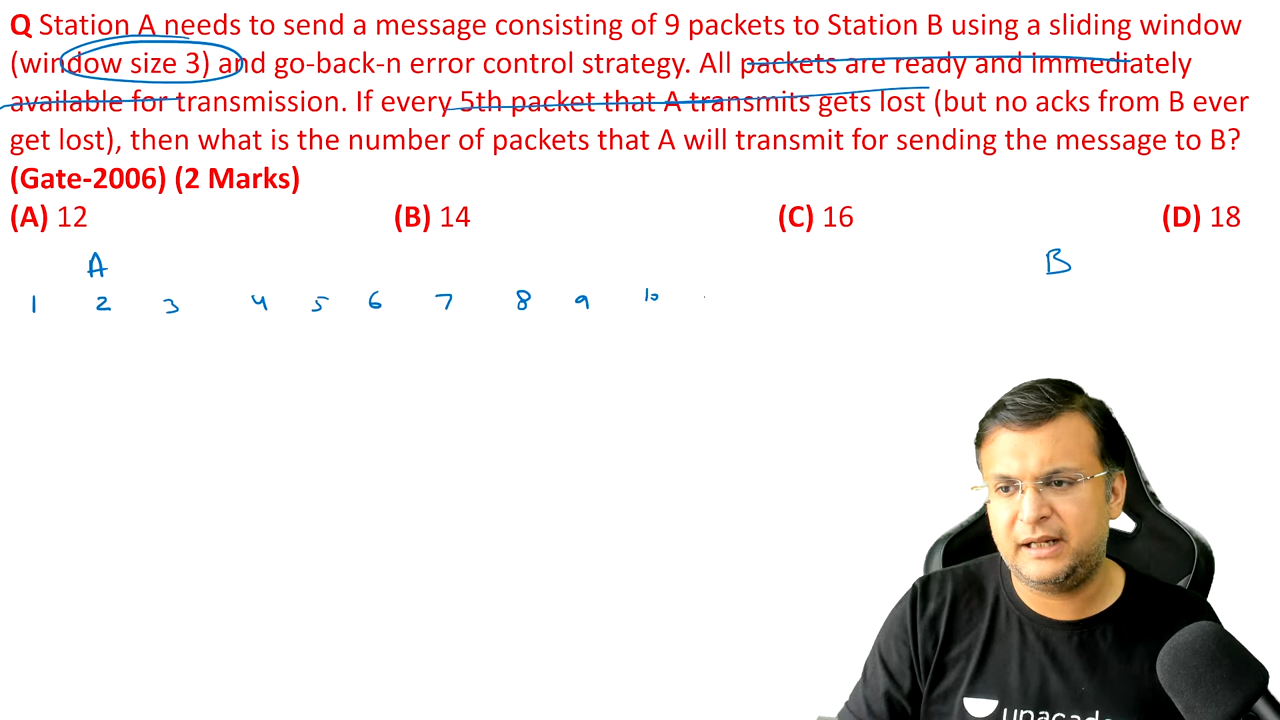 Q Station A needs to send a message consisting of 9 packets to Station B using a sliding window
(window size 3) and go-back-n error control strategy. All packets are ready and immediately
available for transmission. If every 5th packet that A transmits gets lost (but no acks from B ever
get lost), then what is the number of packets that A will transmit for sending the message to B?
(Gate-2006) (2 Marks)
(A) 12 (B) 14 (C) 16 (D) 18
A B
1 2 3 4 5 6 7 8 9 10